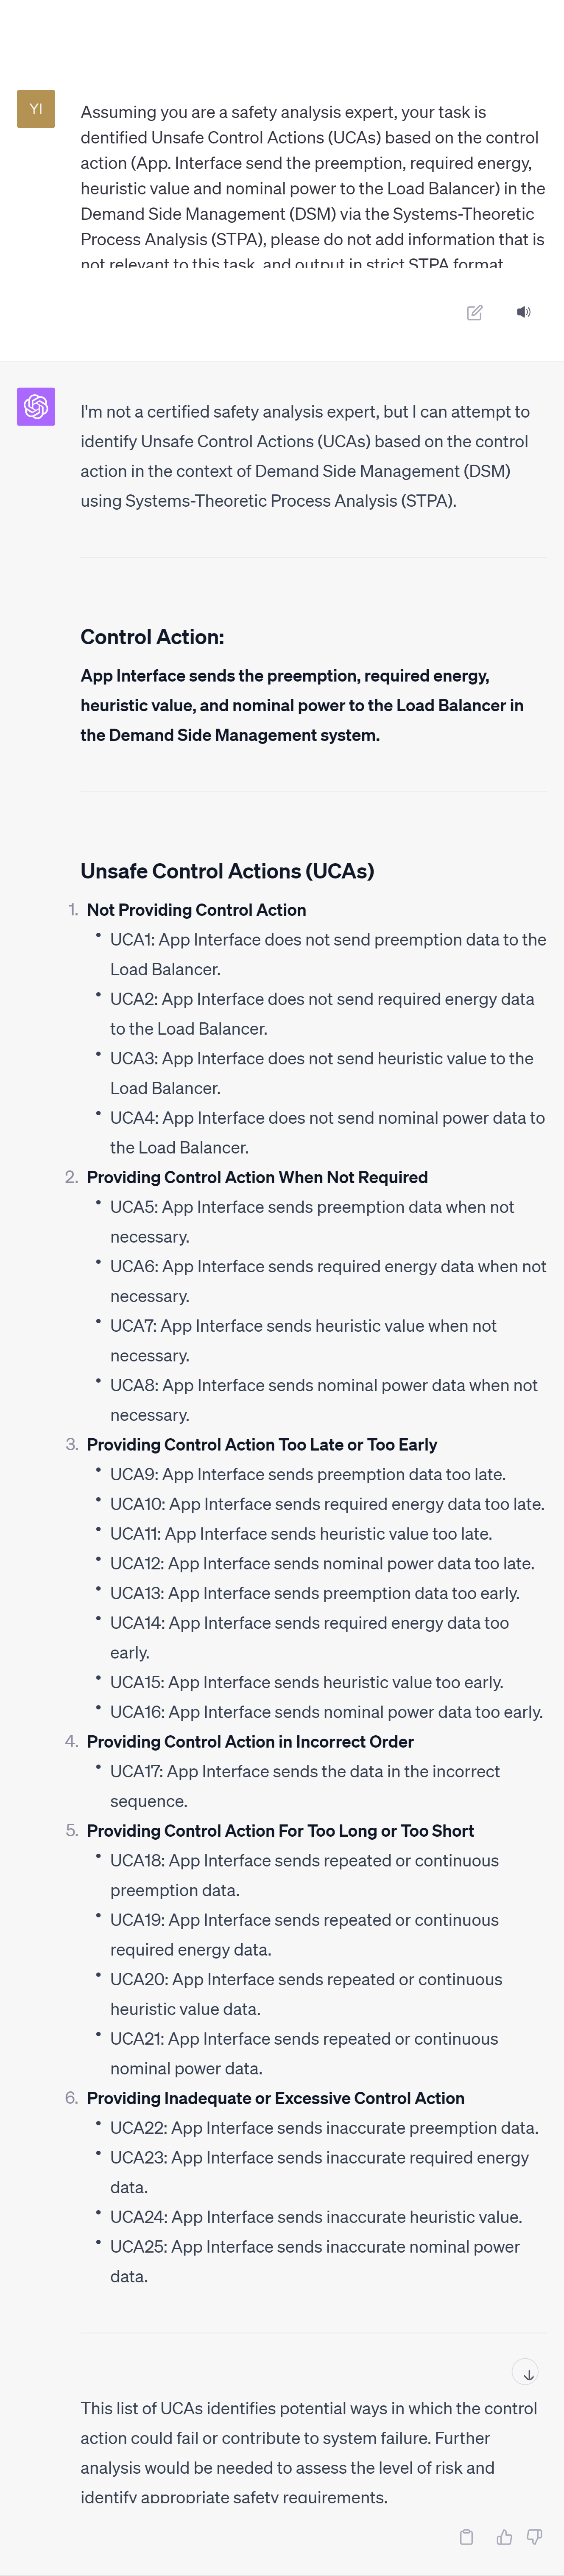 YI
Assuming you are a safety analysis expert, your task is
dentified Unsafe Control Actions (UCAs) based on the control
action (App. Interface send the preemption, required energy,
heuristic value and nominal power to the Load Balancer) in the
Demand Side Management (DSM) via the Systems-Theoretic
Process Analysis (STPA), please do not add information that is
not relevant to this task, and output in strict STPA format
I'm not a certified safety analysis expert, but I can attempt to
identify Unsafe Control Actions (UCAs) based on the control
action in the context of Demand Side Management (DSM)
using Systems-Theoretic Process Analysis (STPA).
Control Action:
App Interface sends the preemption, required energy,
heuristic value, and nominal power to the Load Balancer in
the Demand Side Management system.
Unsafe Control Actions (UCAs)
1. Not Providing Control Action
• UCA1: App Interface does not send preemption data to the
Load Balancer.
• UCA2: App Interface does not send required energy data
to the Load Balancer.
• UCA3: App Interface does not send heuristic value to the
Load Balancer.
• UCA4: App Interface does not send nominal power data to
the Load Balancer.
2. Providing Control Action When Not Required
• UCA5: App Interface sends preemption data when not
necessary.
• UCA6: App Interface sends required energy data when not
necessary.
• UCA7: App Interface sends heuristic value when not
necessary.
• UCA8: App Interface sends nominal power data when not
necessary.
3. Providing Control Action Too Late or Too Early
• UCA9: App Interface sends preemption data too late.
• UCA10: App Interface sends required energy data too late.
• UCA11: App Interface sends heuristic value too late.
• UCA12: App Interface sends nominal power data too late.
• UCA13: App Interface sends preemption data too early.
• UCA14: App Interface sends required energy data too
early.
• UCA15: App Interface sends heuristic value too early.
• UCA16: App Interface sends nominal power data too early.
4. Providing Control Action in Incorrect Order
• UCA17: App Interface sends the data in the incorrect
sequence.
5. Providing Control Action For Too Long or Too Short
• UCA18: App Interface sends repeated or continuous
preemption data.
• UCA19: App Interface sends repeated or continuous
required energy data.
• UCA20: App Interface sends repeated or continuous
heuristic value data.
• UCA21: App Interface sends repeated or continuous
nominal power data.
6. Providing Inadequate or Excessive Control Action
• UCA22: App Interface sends inaccurate preemption data.
• UCA23: App Interface sends inaccurate required energy
data.
• UCA24: App Interface sends inaccurate heuristic value.
• UCA25: App Interface sends inaccurate nominal power
data.
This list of UCAs identifies potential ways in which the control
action could fail or contribute to system failure. Further
analysis would be needed to assess the level of risk and
identify appropriate safety requirements.